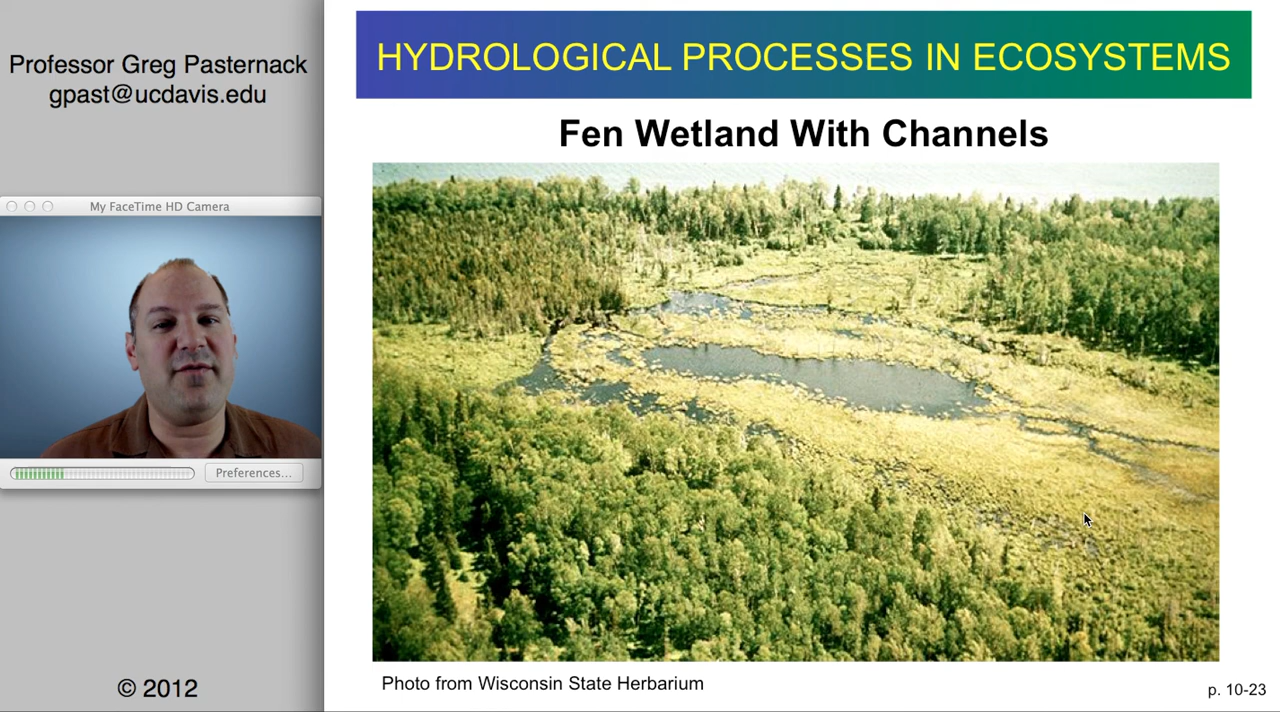 Professor Greg Pasternack
gpast@ucdavis.edu
My FaceTime HD Camera
Preferences...
© 2012
HYDROLOGICAL PROCESSES IN ECOSYSTEMS
Fen Wetland With Channels
Photo from Wisconsin State Herbarium
p. 10-23